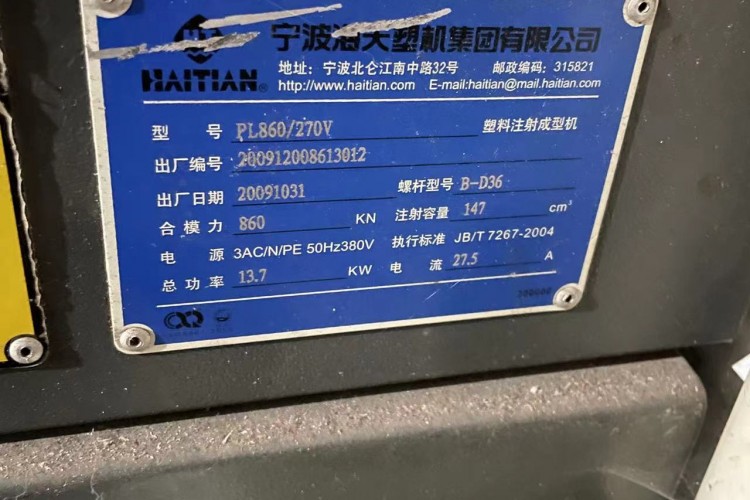 宁波海天塑机集团有限公司
HAITIAN®
地址：宁波北仑江南中路32号 邮政编码：315821
http://www.haitian.com E-mail:haitian@mail.haitian.com
型号 PL860/270V 塑料注射成型机
出厂编号 200912008613012
出厂日期 20091031 螺杆型号 B-D36
合模力 860 KN 注射容量 147 cm³
电源 3AC/N/PE 50Hz380V 执行标准 JB/T 7267-2004
总功率 13.7 KW 电流 27.5 A